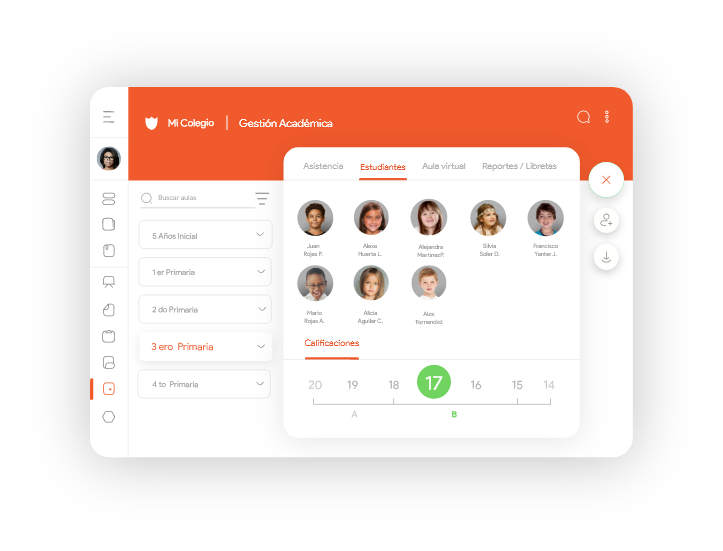 Mi Colegio
Gestión Académica
Asistencia
Estudiantes
Aula virtual
Reportes / Libretas
Buscar aulas
5 Años Inicial
1 er Primaria
2 do Primaria
3 ero Primaria
4 to Primaria
Juan
Rojas P.
Alexa
Huerta L.
Alejandra
Martinez P.
Silvia
Soler D.
Francisco
Yanter J.
Mario
Rojas A.
Alicia
Aguilar C.
Alex
Fernandez
Calificaciones
20 19 18 17 16 15 14
A B